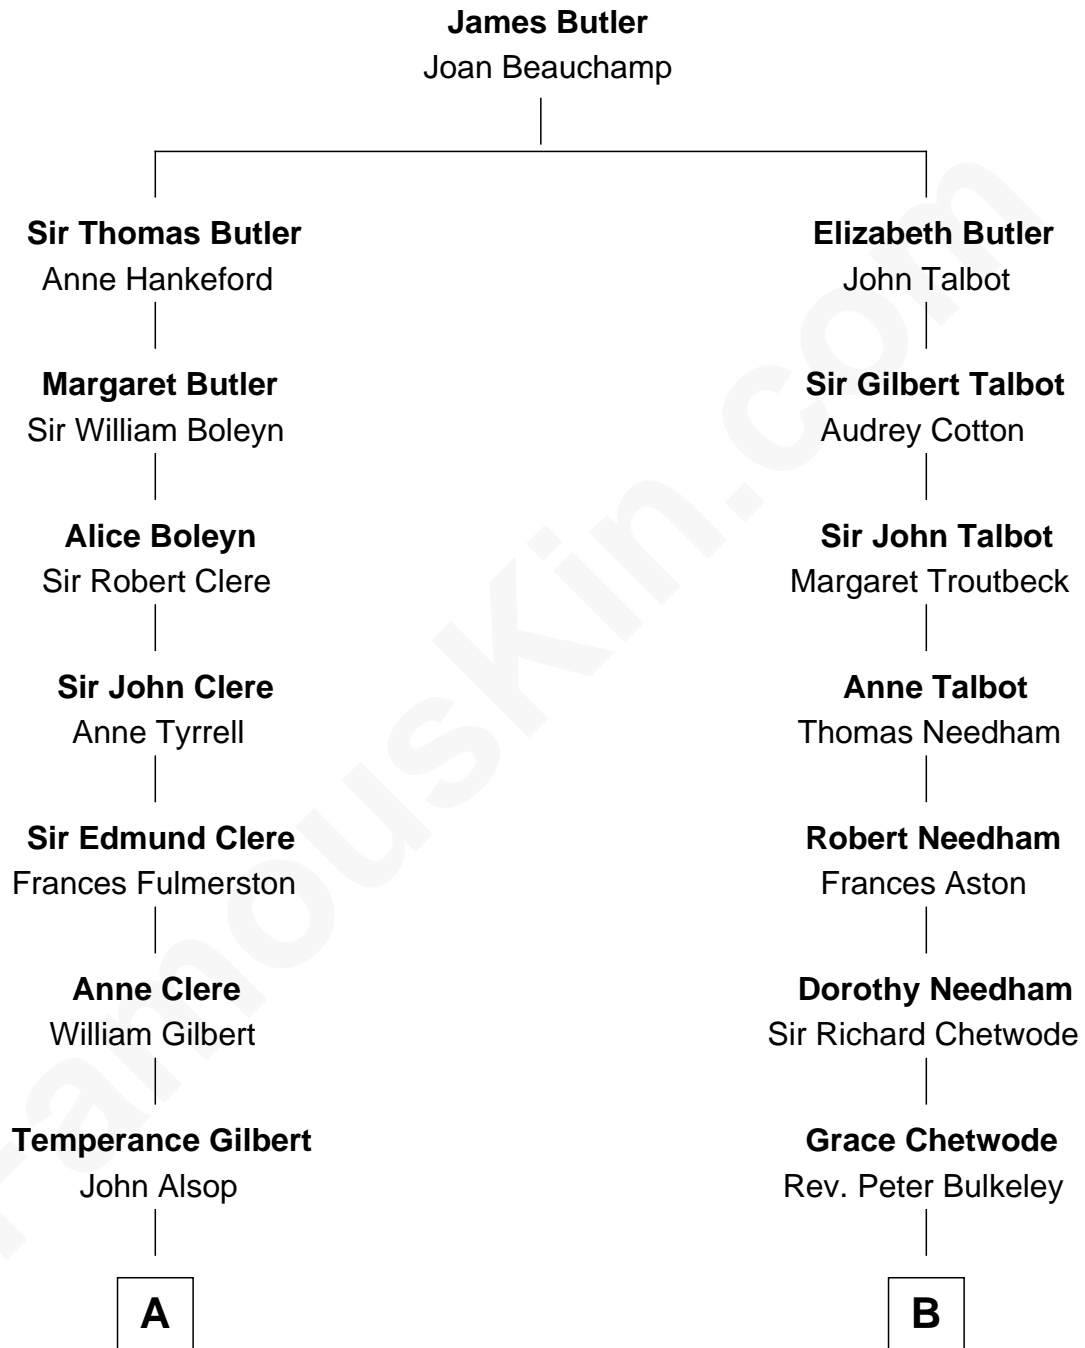 James Butler
Joan Beauchamp
Sir Thomas Butler
Anne Hankeford
Elizabeth Butler
John Talbot
Margaret Butler
Sir William Boleyn
Sir Gilbert Talbot
Audrey Cotton
Alice Boleyn
Sir Robert Clere
Sir John Talbot
Margaret Troutbeck
Sir John Clere
Anne Tyrrell
Anne Talbot
Thomas Needham
Sir Edmund Clere
Frances Fulmerston
Robert Needham
Frances Aston
Anne Clere
William Gilbert
Dorothy Needham
Sir Richard Chetwode
Temperance Gilbert
John Alsop
Grace Chetwode
Rev. Peter Bulkeley
A
B
FamousKin.com